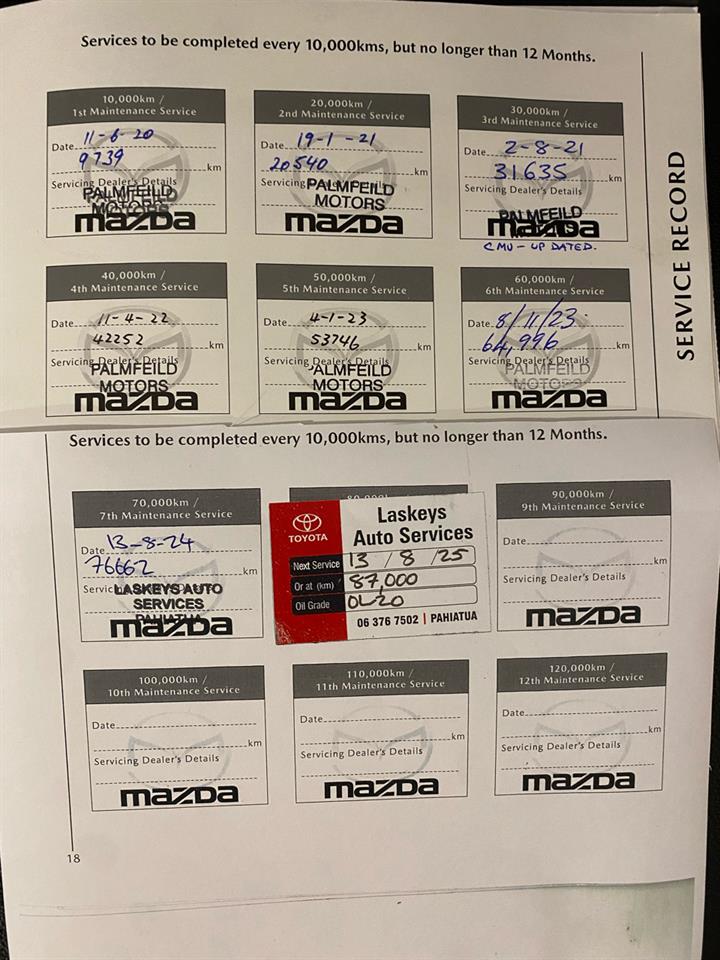 Services to be completed every 10,000kms, but no longer than 12 Months.
SERVICE RECORD
10,000km /
1st Maintenance Service
Date 11-6-20
9739 km
Servicing Dealer's Details
PALMFEILD
MOTORS
mazda
20,000km /
2nd Maintenance Service
Date 19-1-21
20540 km
Servicing
PALMFEILD
MOTORS
mazda
30,000km /
3rd Maintenance Service
Date 2-8-21
31635 km
Servicing Dealer's Details
PALMFEILD
mazda
CMU - UP DATED.
40,000km /
4th Maintenance Service
Date 11-4-22
42252 km
Servicing Dealer's Details
PALMFEILD
MOTORS
mazda
50,000km /
5th Maintenance Service
Date 4-1-23
53746 km
Servicing Dealer's Details
PALMFEILD
MOTORS
mazda
60,000km /
6th Maintenance Service
Date 8/11/23
64,996 km
Servicing Dealer's Details
PALMFEILD
MOTORS
mazda
Services to be completed every 10,000kms, but no longer than 12 Months.
70,000km /
7th Maintenance Service
Date 13-8-24
76662 km
LASKEYS AUTO
SERVICES
PAHIATUA
mazda
TOYOTA
Laskeys
Auto Services
Next Service 13 / 8 / 25
Or at (km) 87,000
Oil Grade OL-20
06 376 7502 | PAHIATUA
90,000km /
9th Maintenance Service
Date
km
Servicing Dealer's Details
mazda
100,000km /
10th Maintenance Service
Date
km
Servicing Dealer's Details
mazda
110,000km /
11th Maintenance Service
Date
km
Servicing Dealer's Details
mazda
120,000km /
12th Maintenance Service
Date
km
Servicing Dealer's Details
mazda
18